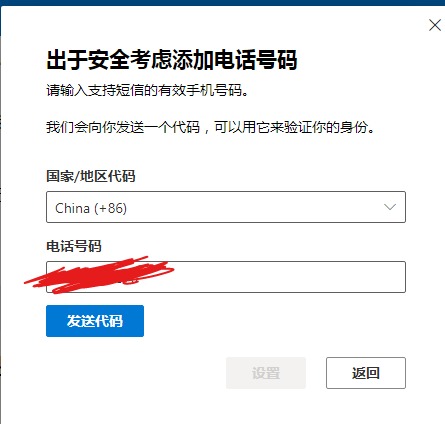 出于安全考虑添加电话号码
请输入支持短信的有效手机号码。
我们会向你发送一个代码，可以用它来验证你的身份。
国家/地区代码
China (+86)
电话号码
发送代码
设置
返回